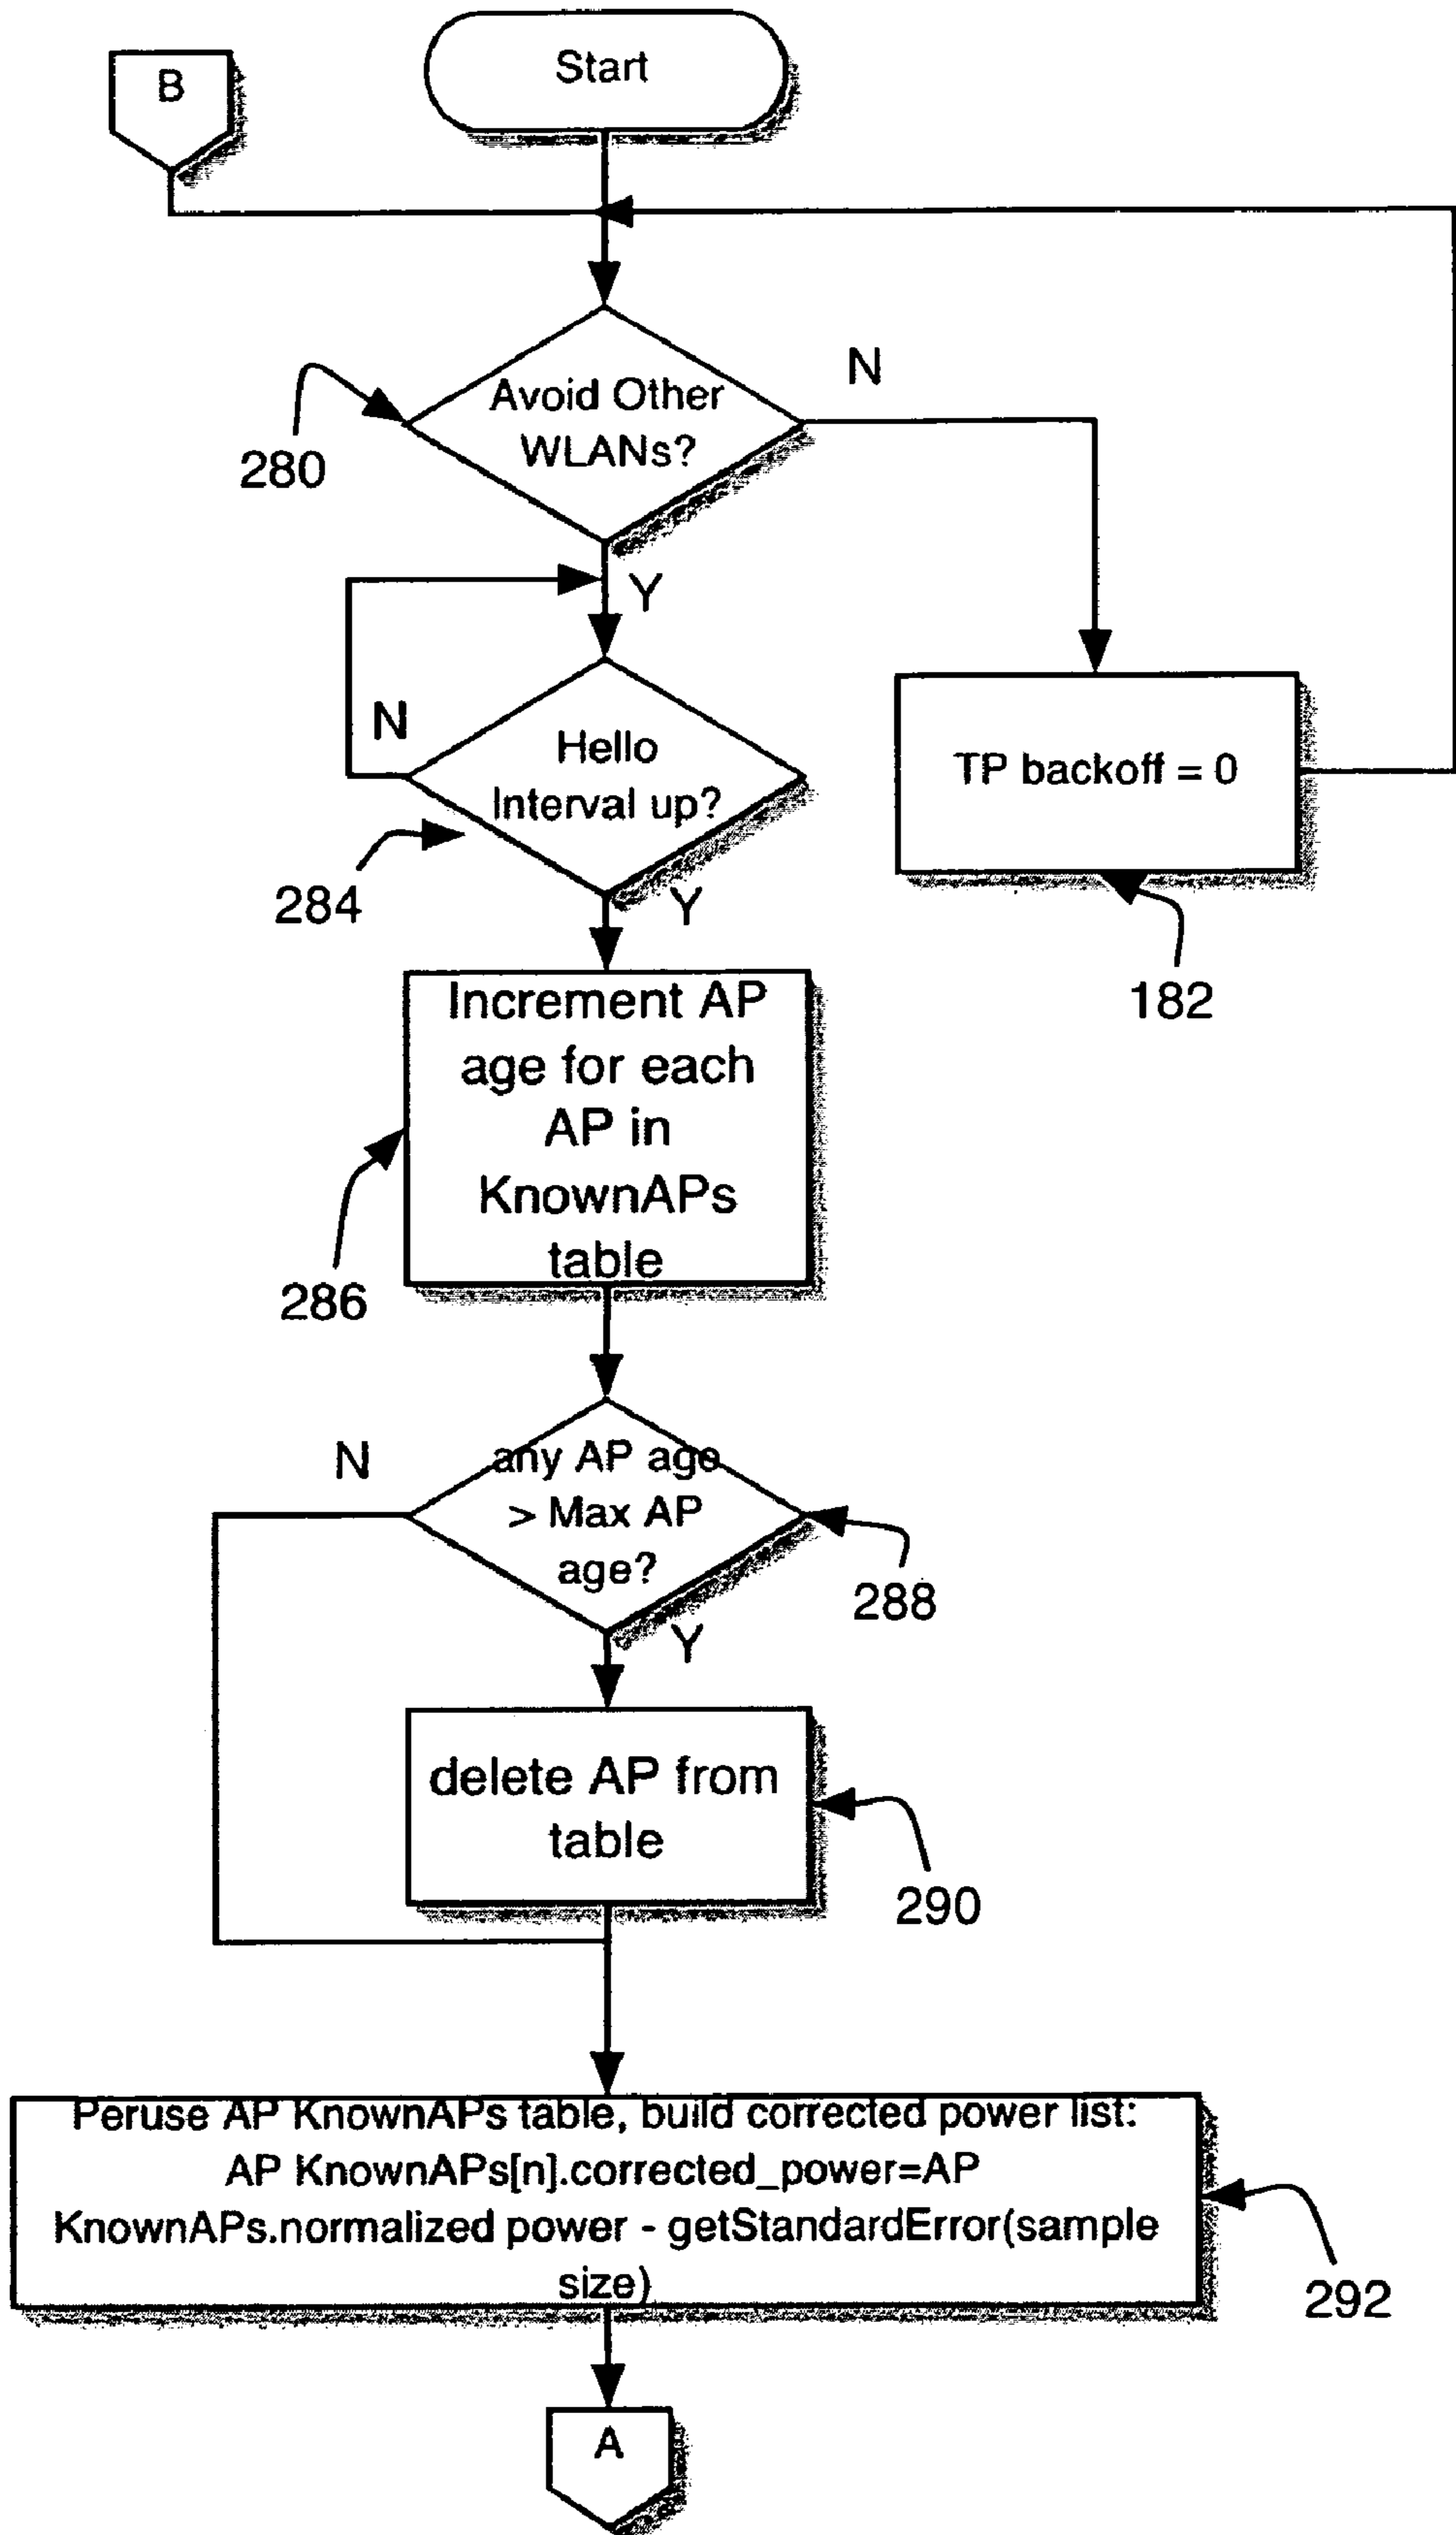 B
Start
Avoid Other
WLANs?
N
280
Y
N
Hello
Interval up?
TP backoff = 0
284
Y
182
Increment AP
age for each
AP in
KnownAPs
table
286
N
any AP age
> Max AP
age?
288
Y
delete AP from
table
290
Peruse AP KnownAPs table, build corrected power list:
AP KnownAPs[n].corrected_power=AP
KnownAPs.normalized power - getStandardError(sample
size)
292
A